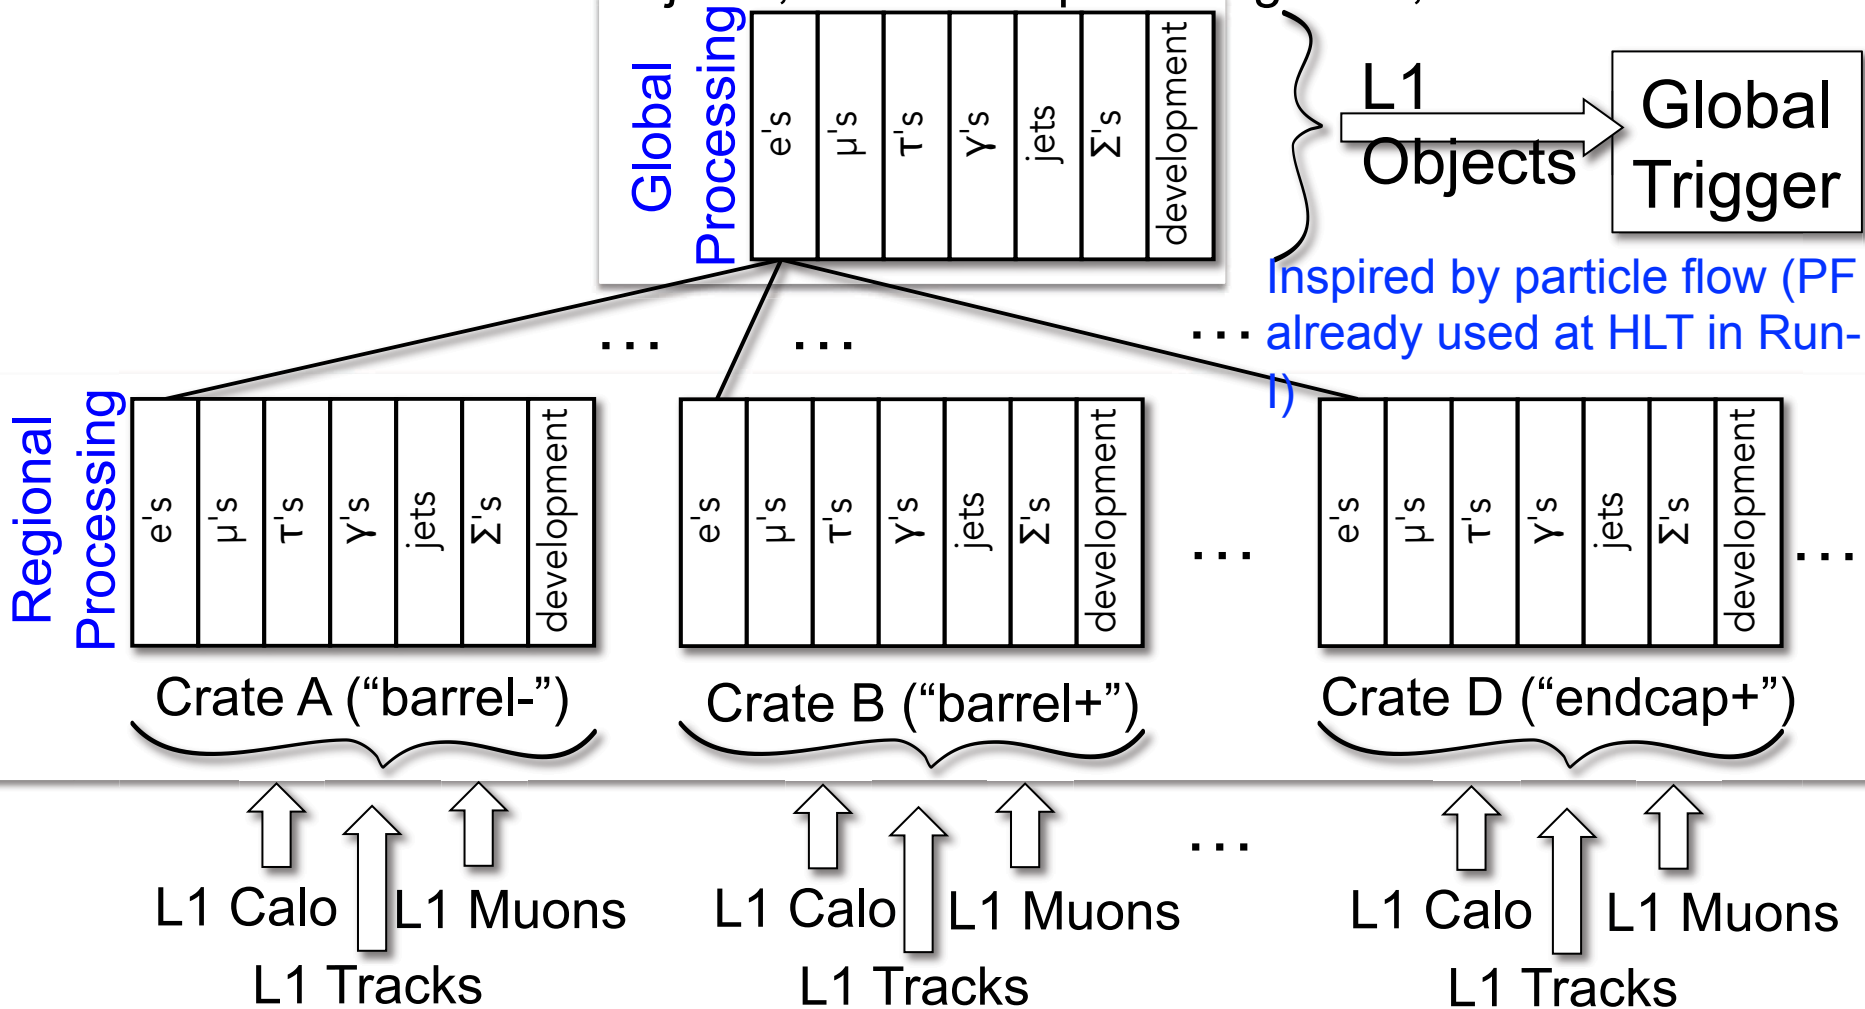 Global
Processing
e's
μ's
τ's
γ's
jets
Σ's
development
L1
Objects
Global
Trigger
Inspired by particle flow (PF
already used at HLT in Run-
I)
... ... ...
Regional
Processing
e's
μ's
τ's
γ's
jets
Σ's
development
e's
μ's
τ's
γ's
jets
Σ's
development
...
e's
μ's
τ's
γ's
jets
Σ's
development
...
Crate A (“barrel-”)
Crate B (“barrel+”)
Crate D (“endcap+”)
L1 Calo
L1 Muons
L1 Tracks
L1 Calo
L1 Muons
L1 Tracks
...
L1 Calo
L1 Muons
L1 Tracks